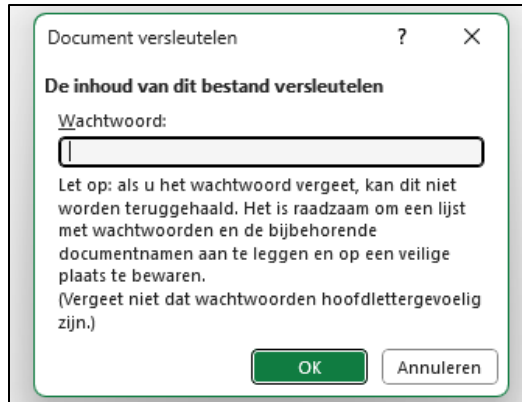 Document versleutelen ?
De inhoud van dit bestand versleutelen
Wachtwoord:
Let op: als u het wachtwoord vergeet, kan dit niet
worden teruggehaald. Het is raadzaam om een lijst
met wachtwoorden en de bijbehorende
documentnamen aan te leggen en op een veilige
plaats te bewaren.
(Vergeet niet dat wachtwoorden hoofdlettergevoelig
zijn.)
OK Annuleren